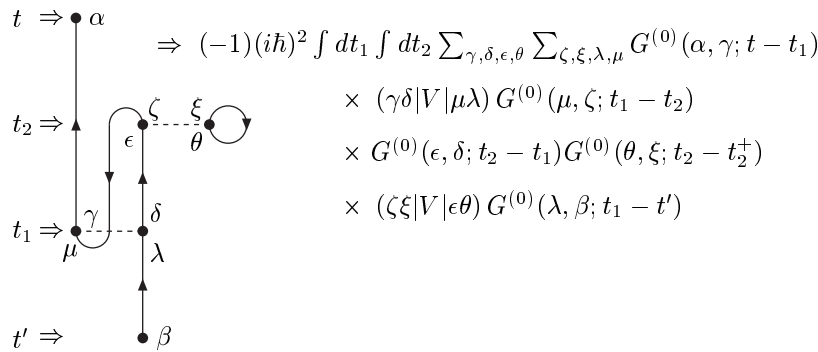 t ⇒ α
⇒ (-1)(iℏ)² ∫ dt₁ ∫ dt₂ ∑_{γ,δ,ϵ,θ} ∑_{ζ,ξ,λ,μ} G^{(0)}(α, γ; t − t₁)
× (γδ|V|μλ) G^{(0)}(μ, ζ; t₁ − t₂)
ζ ξ
t₂ ⇒
ϵ θ
× G^{(0)}(ϵ, δ; t₂ − t₁)G^{(0)}(θ, ξ; t₂ − t₂⁺)
× (ζξ|V|ϵθ) G^{(0)}(λ, β; t₁ − t′)
γ δ
t₁ ⇒
μ λ
t′ ⇒ β